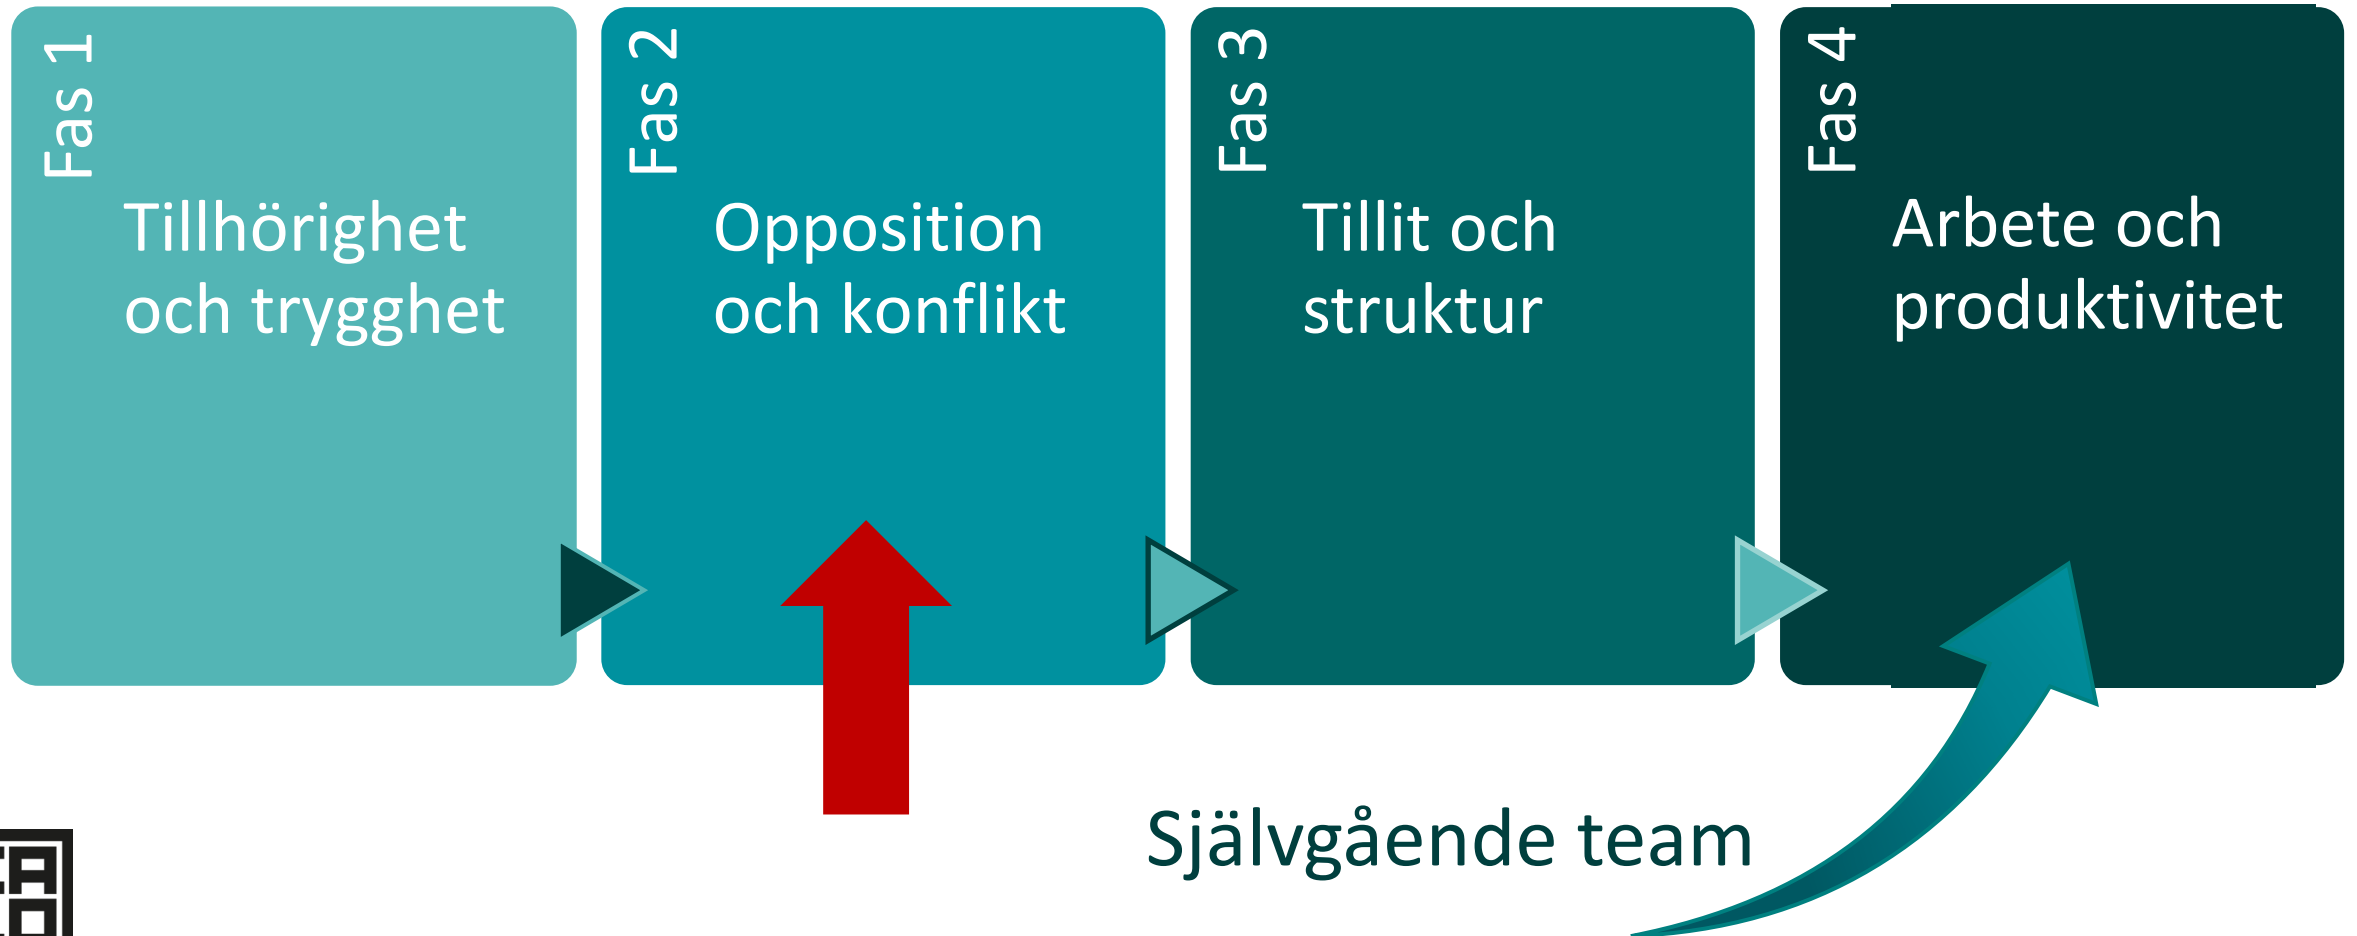 Fas 1
Tillhörighet
och trygghet
Fas 2
Opposition
och konflikt
Fas 3
Tillit och
struktur
Fas 4
Arbete och
produktivitet
Självgående team